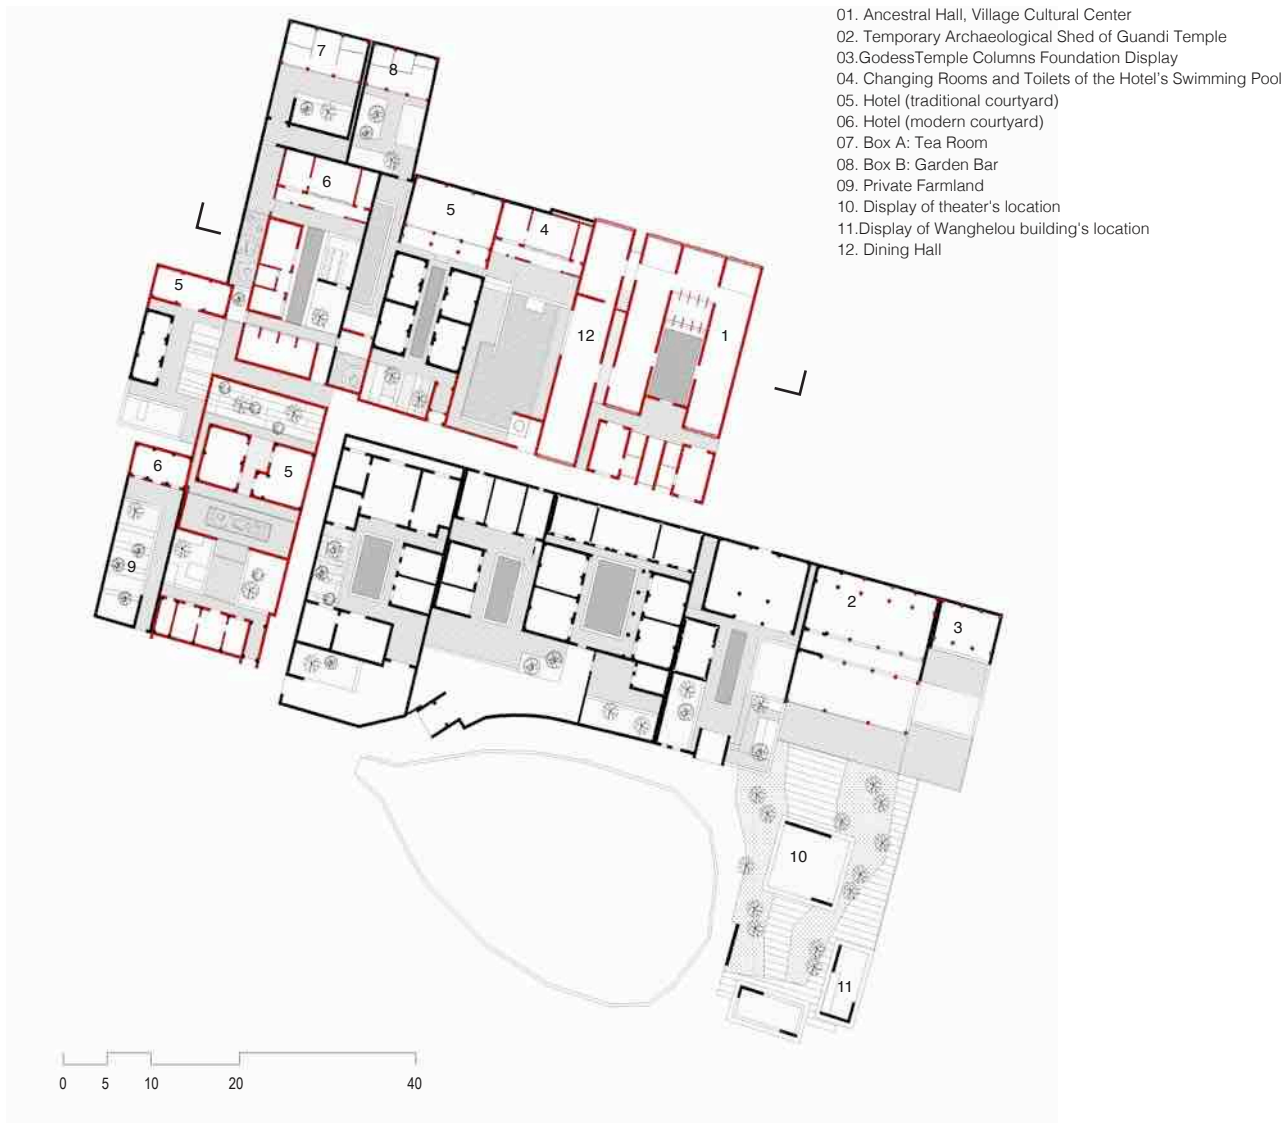 01. Ancestral Hall, Village Cultural Center
02. Temporary Archaeological Shed of Guandi Temple
03.GodessTemple Columns Foundation Display
04. Changing Rooms and Toilets of the Hotel's Swimming Pool
05. Hotel (traditional courtyard)
06. Hotel (modern courtyard)
07. Box A: Tea Room
08. Box B: Garden Bar
09. Private Farmland
10. Display of theater's location
11.Display of Wanghelou building's location
12. Dining Hall
7
8
6
5
4
5
12
1
6
5
9
2
3
10
11
0 5 10 20 40